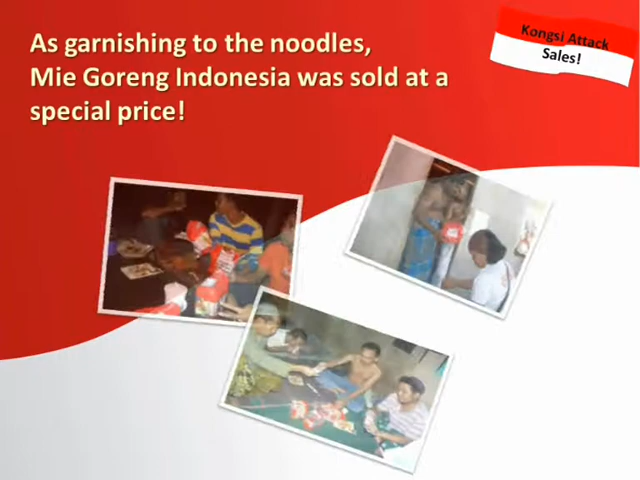 As garnishing to the noodles,
Mie Goreng Indonesia was sold at a
special price!
Kongsi Attack
Sales!